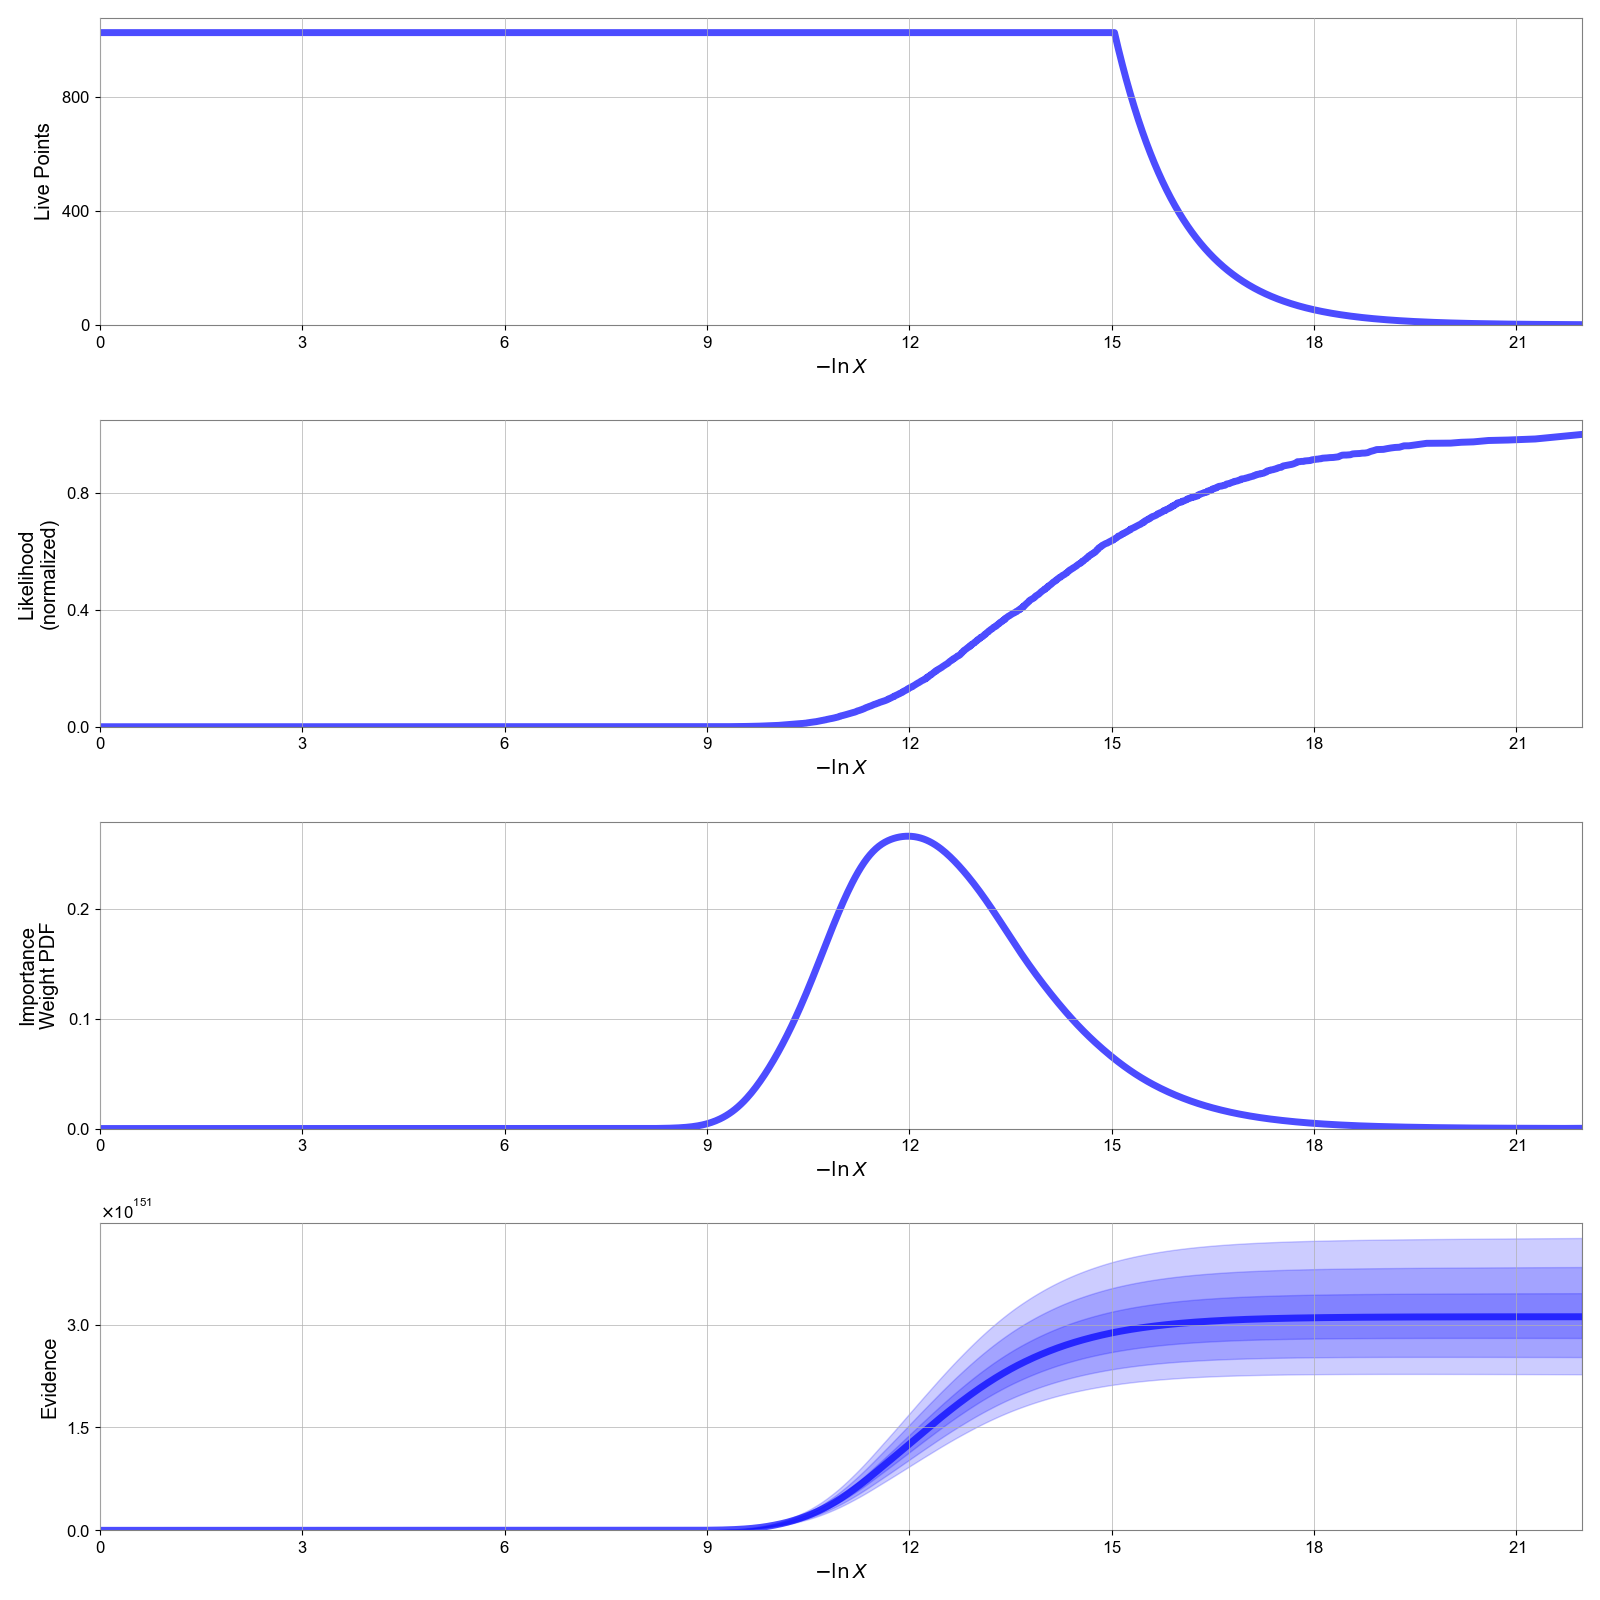 800
400
0
Live Points
0 3 6 9 12 15 18 21
−ln X
0.8
0.4
0.0
Likelihood
(normalized)
0 3 6 9 12 15 18 21
−ln X
0.2
0.1
0.0
Importance
Weight PDF
0 3 6 9 12 15 18 21
−ln X
×10¹⁵¹
3.0
1.5
0.0
Evidence
0 3 6 9 12 15 18 21
−ln X